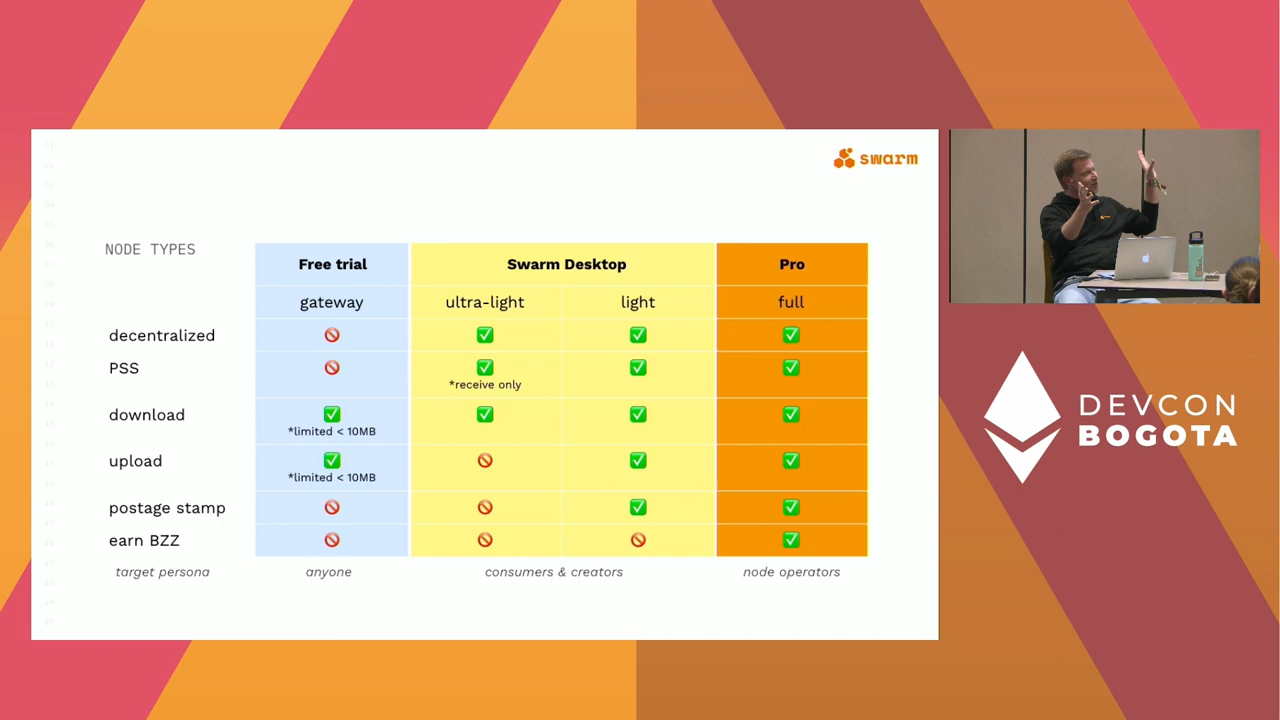 swarm
NODE TYPES
Free trial Swarm Desktop Pro
gateway ultra-light light full
decentralized 🚫 ✅ ✅ ✅
PSS 🚫 ✅ ✅ ✅
*receive only
download ✅ ✅ ✅ ✅
*limited < 10MB
upload ✅ 🚫 ✅ ✅
*limited < 10MB
postage stamp 🚫 🚫 ✅ ✅
earn BZZ 🚫 🚫 🚫 ✅
target persona anyone consumers & creators node operators
DEVCON
BOGOTA